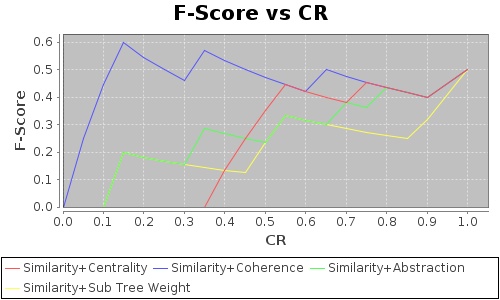 F-Score vs CR
0.6
0.5
0.4
0.3
0.2
0.1
0.0
F-Score
0.0 0.1 0.2 0.3 0.4 0.5 0.6 0.7 0.8 0.9 1.0
CR
Similarity+Centrality Similarity+Coherence Similarity+Abstraction
Similarity+Sub Tree Weight